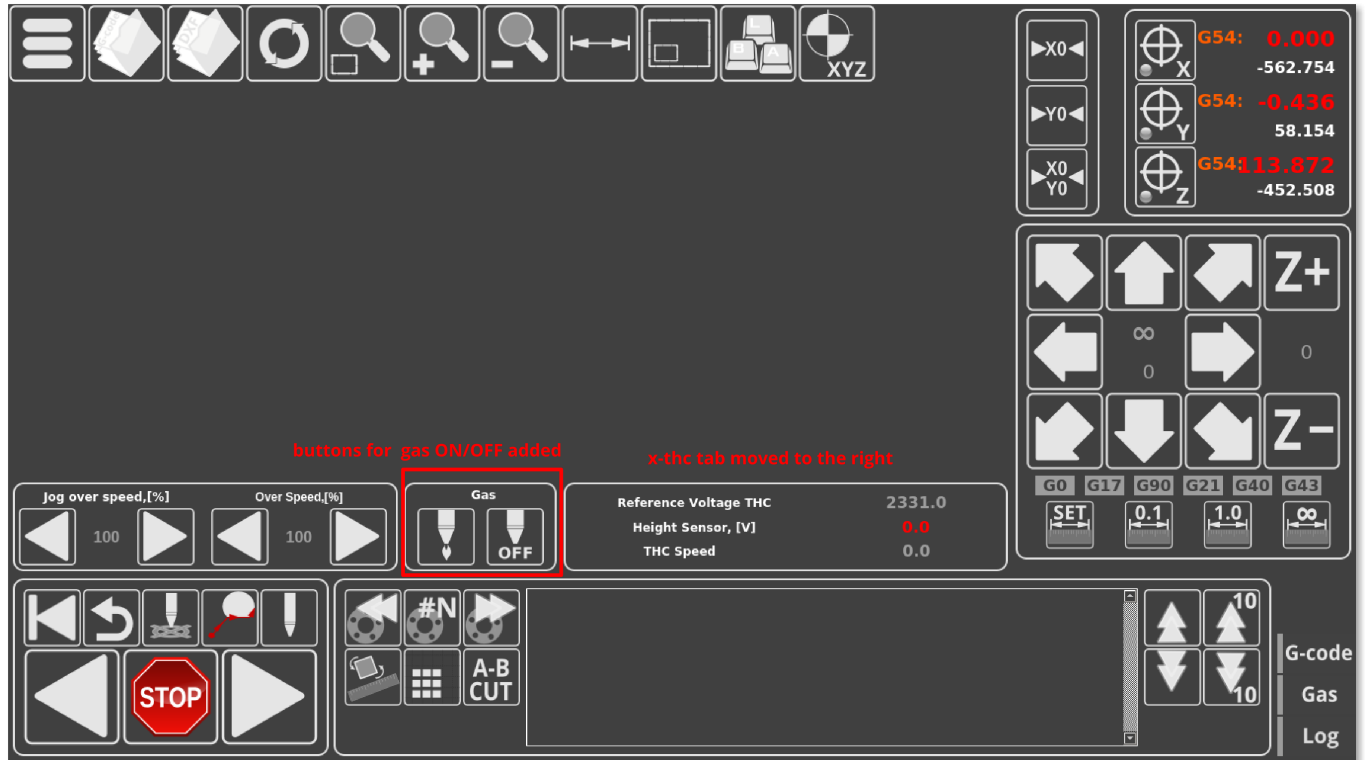 G-code
DXF
L
B
A
XYZ
▶X0◀
▶Y0◀
X0
Y0
X
G54: 0.000
-562.754
Y
G54: -0.436
58.154
Z
G54: 113.872
-452.508
Z+
∞
0
0
Z-
G0 G17 G90 G21 G40 G43
SET 0.1 1.0 ∞
buttons for gas ON/OFF added
x-thc tab moved to the right
Jog over speed,[%]
100
Over Speed,[%]
100
Gas
OFF
Reference Voltage THC 2331.0
Height Sensor, [V] 0.0
THC Speed 0.0
STOP
#N
A-B
CUT
10
10
G-code
Gas
Log